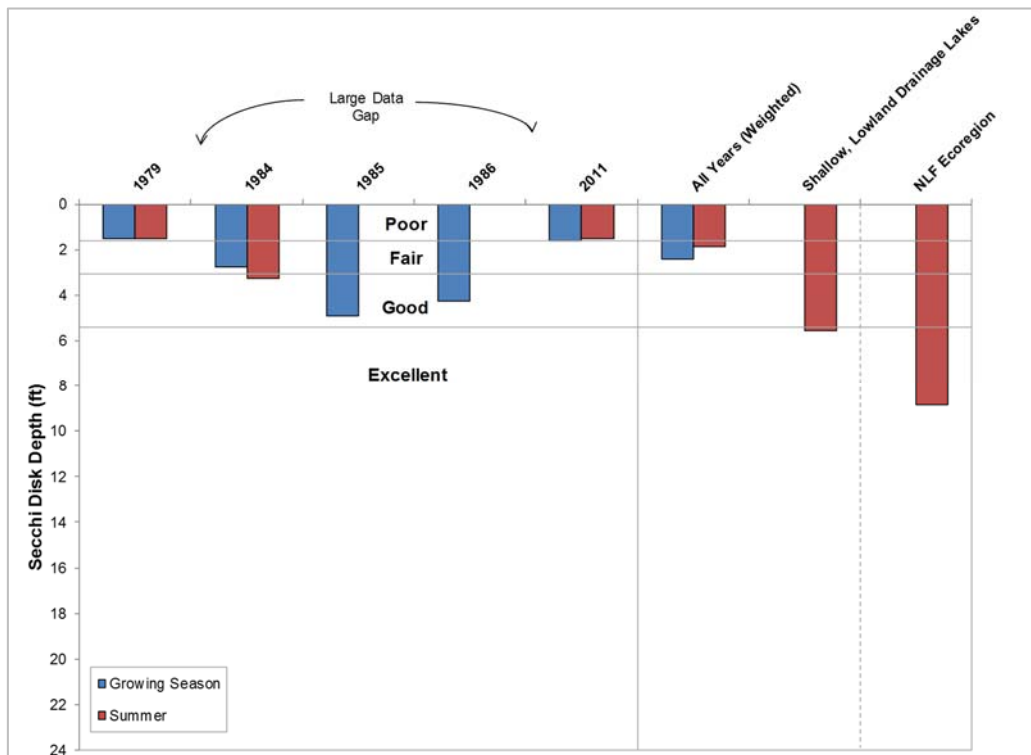 Large Data
Gap
1979
1984
1985
1986
2011
All Years (Weighted)
Shallow, Lowland Drainage Lakes
NLF Ecoregion
Secchi Disk Depth (ft)
0
2
4
6
8
10
12
14
16
18
20
22
24
Poor
Fair
Good
Excellent
Growing Season
Summer